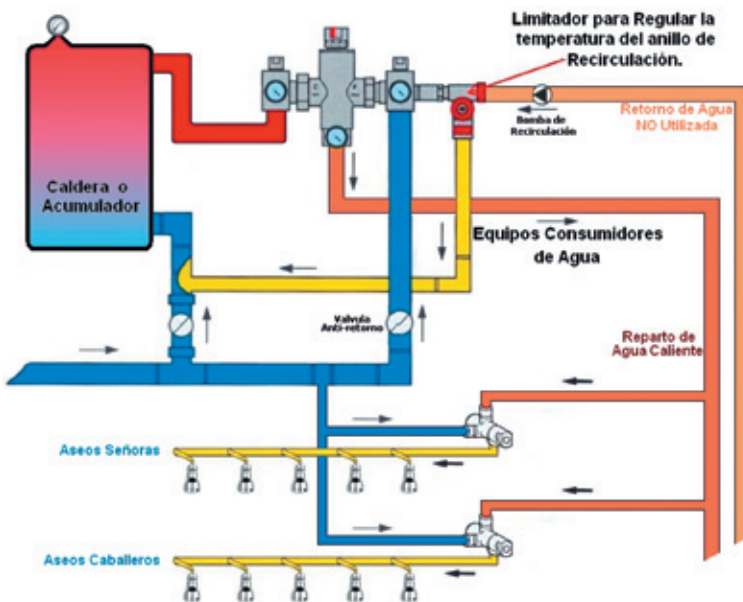 Limitador para Regular la
temperatura del anillo de
Recirculación.
Retorno de Agua
NO Utilizada
Bomba de
Recirculación
Caldera o
Acumulador
Equipos Consumidores
de Agua
Valvula
Anti-retorno
Reparto de
Agua Caliente
Aseos Señoras
Aseos Caballeros